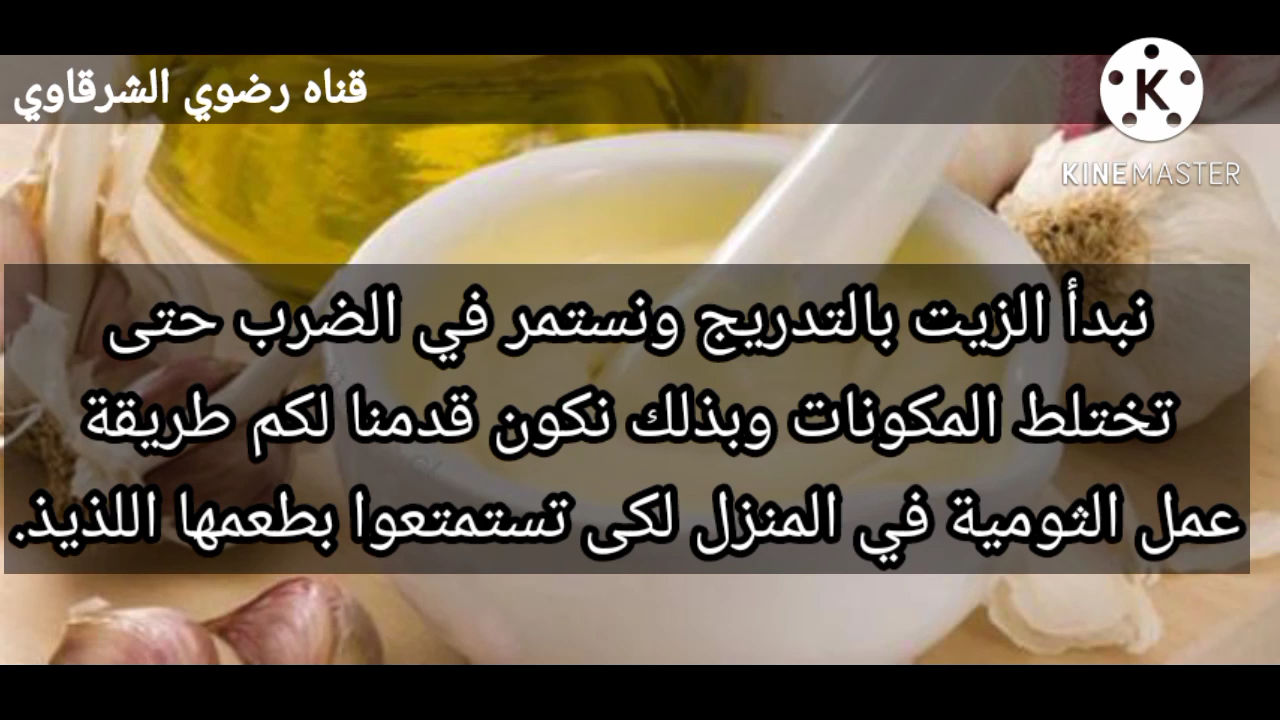 قناه رضوي الشرقاوي
K
KINEMASTER
نبدأ الزيت بالتدريج ونستمر في الضرب حتى
تختلط المكونات وبذلك نكون قدمنا لكم طريقة
عمل الثومية في المنزل لكى تستمتعوا بطعمها اللذيذ.